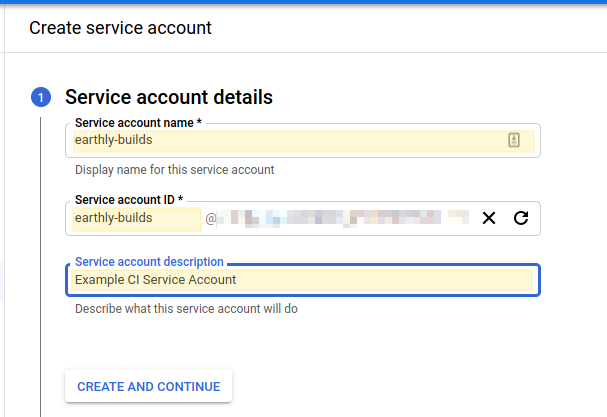 Create service account
1 Service account details
Service account name *
earthly-builds
Display name for this service account
Service account ID *
earthly-builds @
Service account description
Example CI Service Account
Describe what this service account will do
CREATE AND CONTINUE